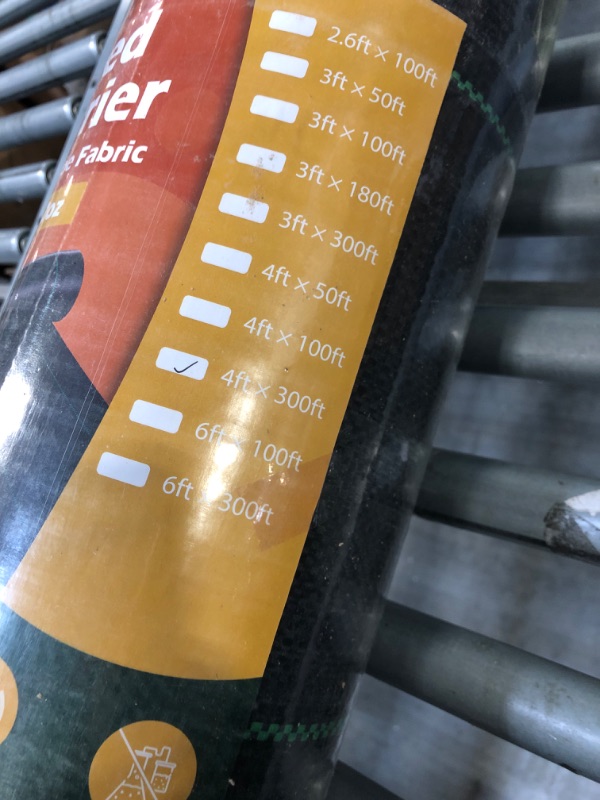 ed
rier
Fabric
oz
2.6ft × 100ft
3ft × 50ft
3ft × 100ft
3ft × 180ft
3ft × 300ft
4ft × 50ft
4ft × 100ft
✓ 4ft × 300ft
6ft × 100ft
6ft × 300ft